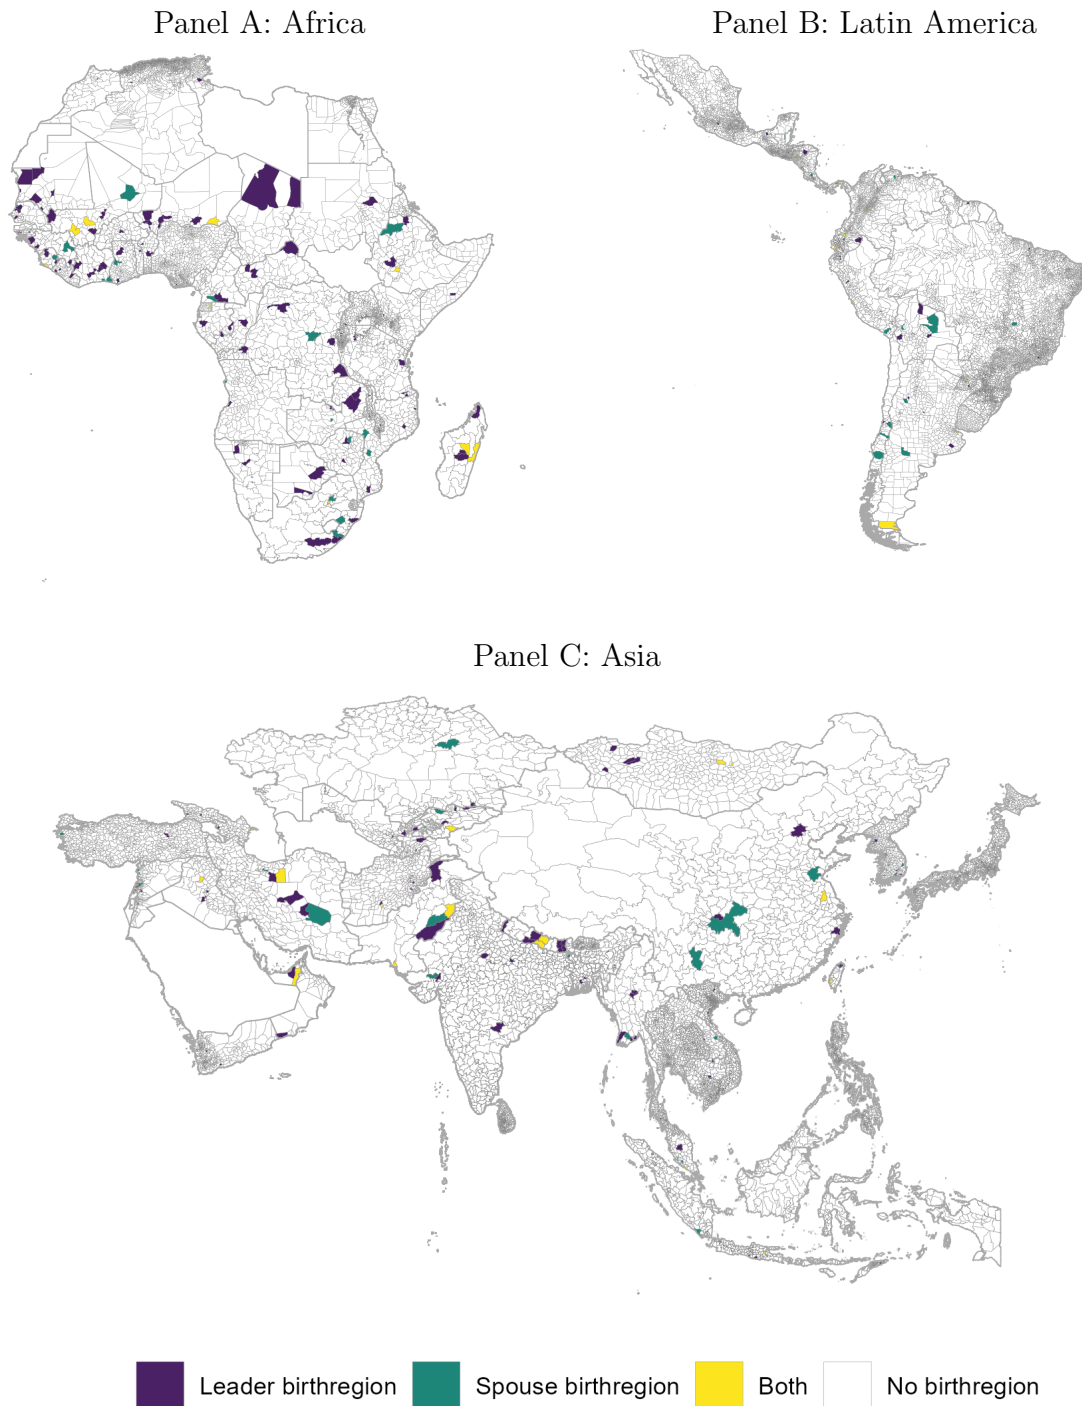 Panel A: Africa
Panel B: Latin America
Panel C: Asia
Leader birthregion
Spouse birthregion
Both
No birthregion